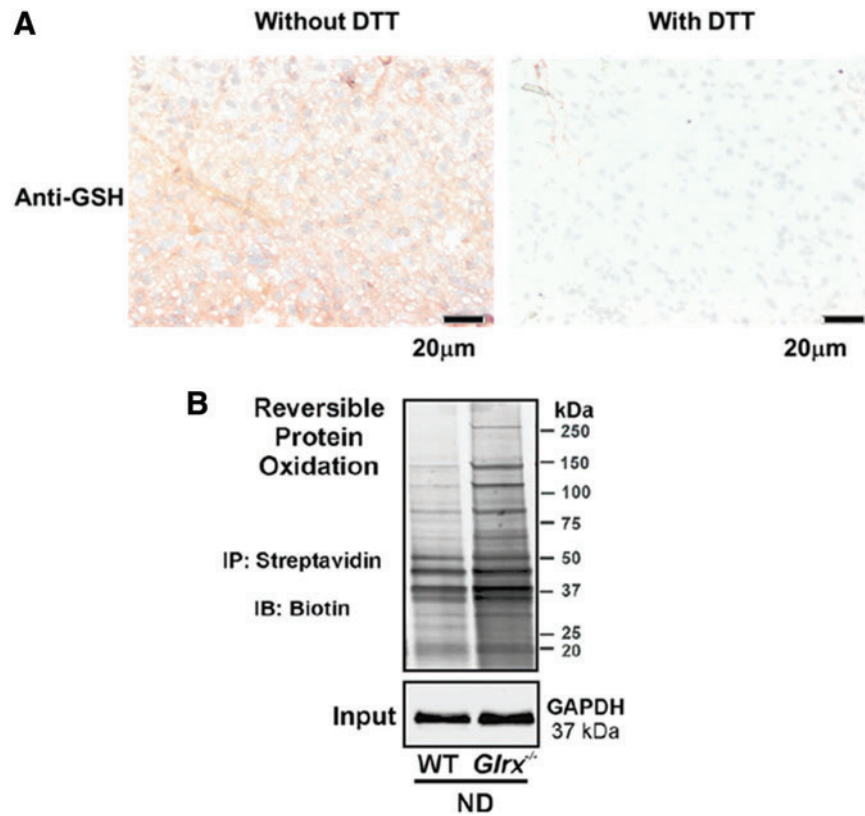 A
Without DTT
With DTT
Anti-GSH
20μm
20μm
B
Reversible
Protein
Oxidation
IP: Streptavidin
IB: Biotin
kDa
250
150
100
75
50
37
25
20
Input
GAPDH
37 kDa
WT Glrx-/-
ND